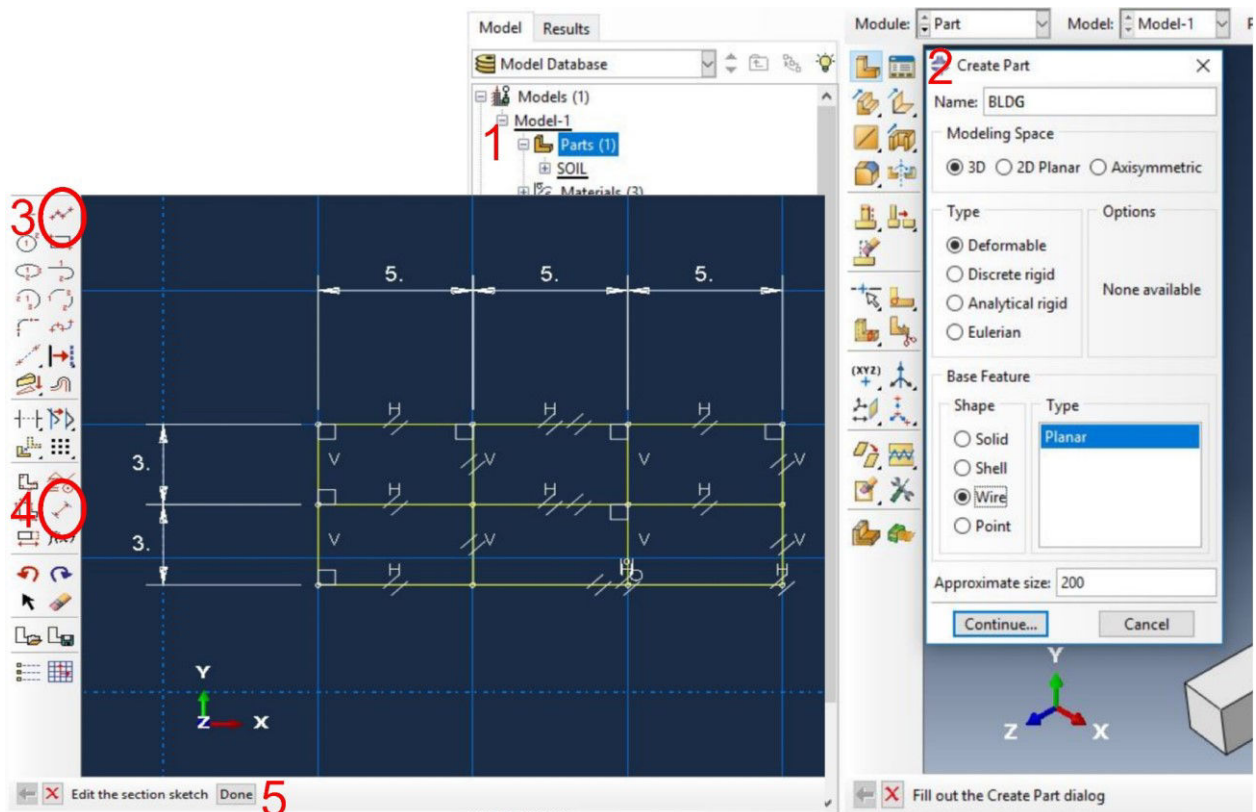 Model Results
Model Database
Models (1)
1
Model-1
Parts (1)
SOIL
Materials (3)
Module: Part Model: Model-1
2
Create Part
Name: BLDG
Modeling Space
3D 2D Planar Axisymmetric
Type
Deformable
Discrete rigid
Analytical rigid
Eulerian
Options
None available
Base Feature
Shape
Solid
Shell
Wire
Point
Type
Planar
Approximate size: 200
Continue... Cancel
(XYZ)
Y
Z X
Fill out the Create Part dialog
3
4
5. 5. 5.
H H H
3. V V V V
H H H
3. V V V V
H H H
Y
Z X
Edit the section sketch Done 5